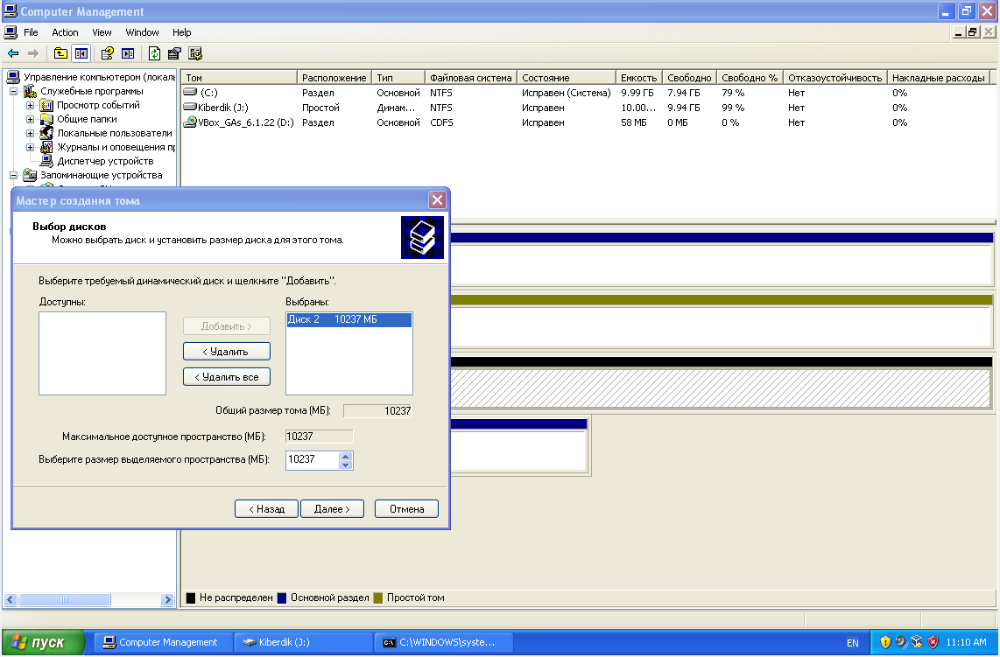 Computer Management
File Action View Window Help
Управление компьютером (локаль
Служебные программы
Просмотр событий
Общие папки
Локальные пользователи
Журналы и оповещения пр
Диспетчер устройств
Запоминающие устройства
Том Расположение Тип Файловая система Состояние Емкость Свободно Свободно % Отказоустойчивость Накладные расходы
(C:) Раздел Основной NTFS Исправен (Система) 9.99 ГБ 7.94 ГБ 79 % Нет 0%
Kiberdik (J:) Простой Динам... NTFS Исправен 10.00... 9.94 ГБ 99 % Нет 0%
VBox_GAs_6.1.22 (D:) Раздел Основной CDFS Исправен 58 МБ 0 МБ 0 % Нет 0%
Мастер создания тома
Выбор дисков
Можно выбрать диск и установить размер диска для этого тома.
Выберите требуемый динамический диск и щелкните "Добавить".
Доступны: Выбраны:
Диск 2 10237 МБ
Добавить >
< Удалить
< Удалить все
Общий размер тома (МБ): 10237
Максимальное доступное пространство (МБ): 10237
Выберите размер выделяемого пространства (МБ): 10237
< Назад Далее > Отмена
Не распределен Основной раздел Простой том
пуск Computer Management Kiberdik (J:) C:\WINDOWS\syste... EN 11:10 AM